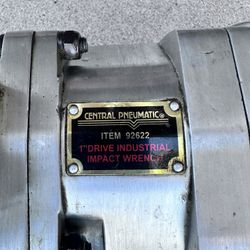 CENTRAL PNEUMATIC®
ITEM 92622
1" DRIVE INDUSTRIAL
IMPACT WRENCH